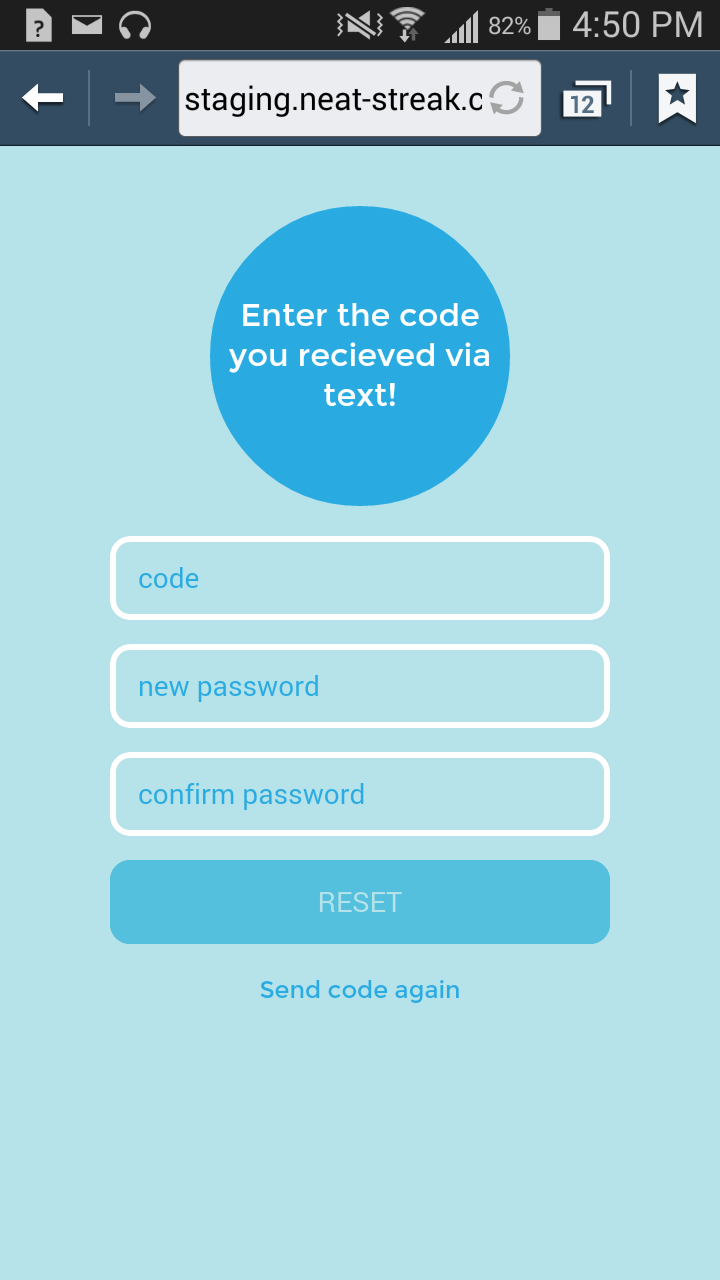 82% 4:50 PM
staging.neat-streak.c
12
Enter the code
you recieved via
text!
code
new password
confirm password
RESET
Send code again